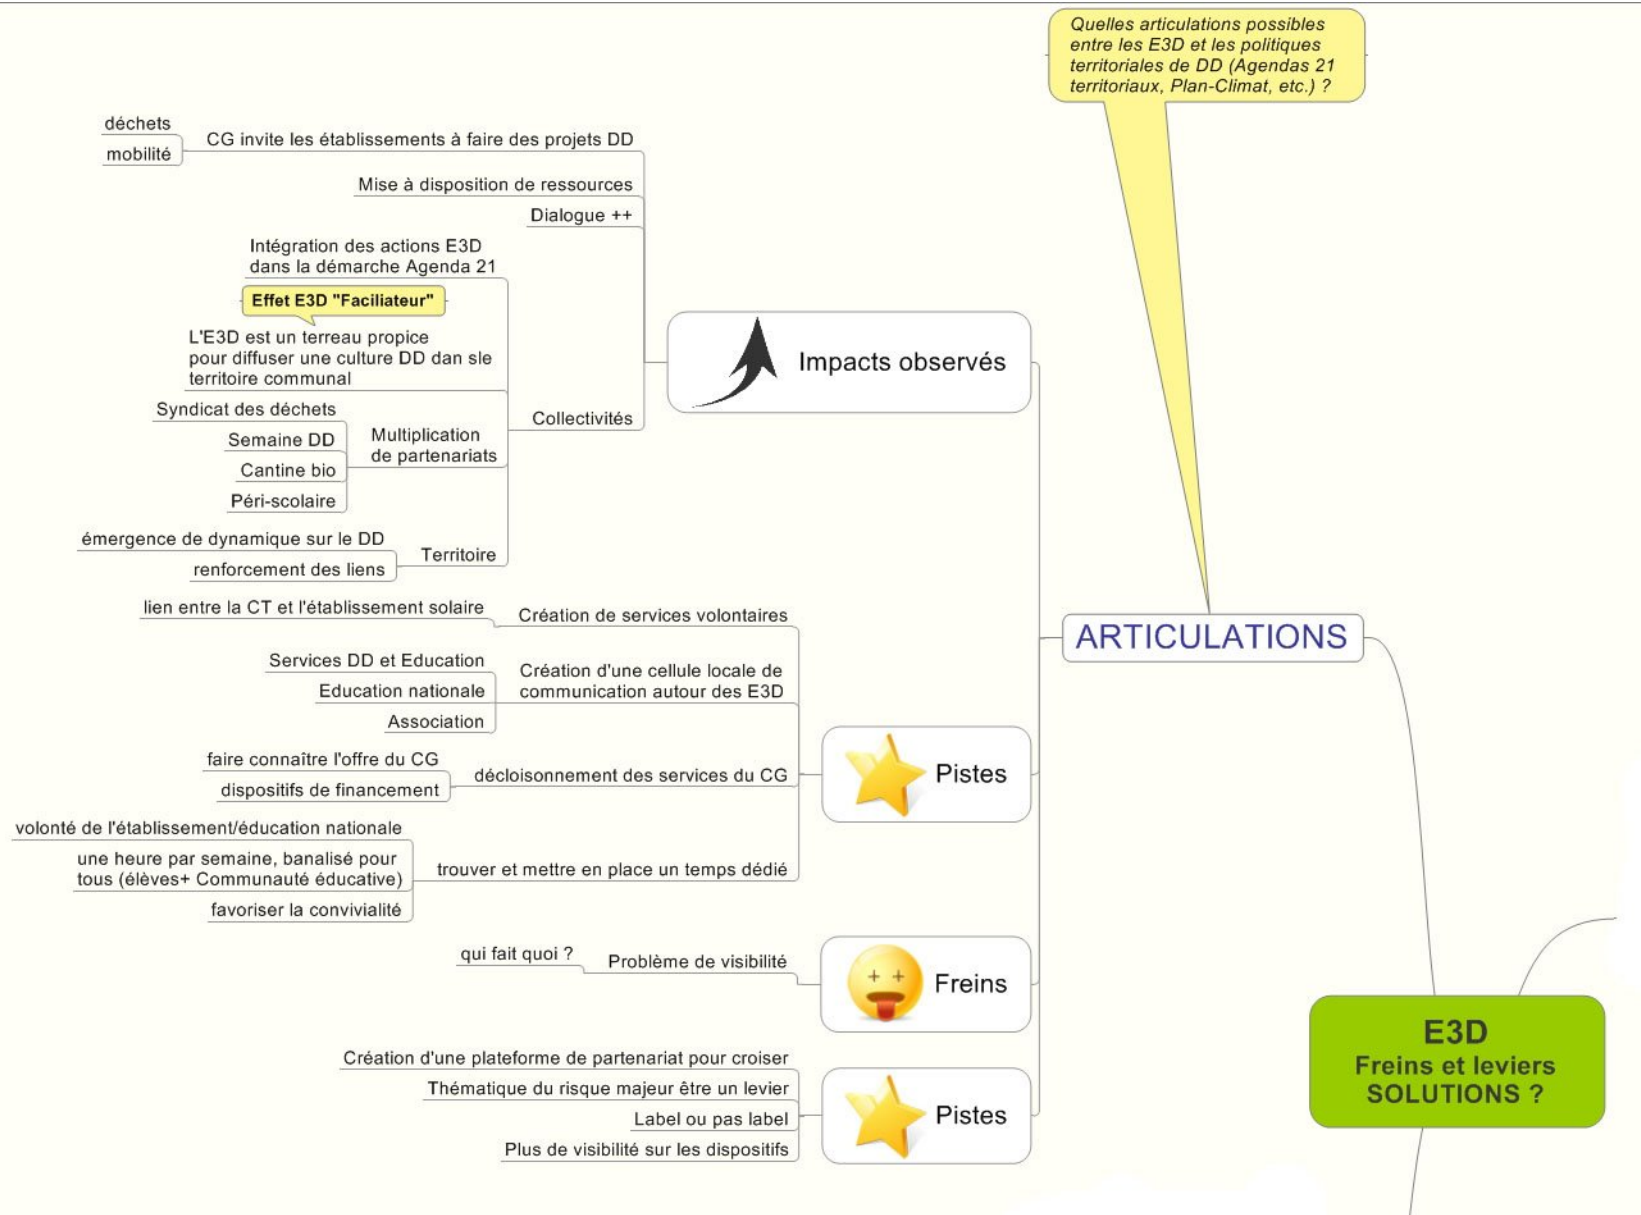 Quelles articulations possibles
entre les E3D et les politiques
territoriales de DD (Agendas 21
territoriaux, Plan-Climat, etc.) ?
déchets
mobilité
CG invite les établissements à faire des projets DD
Mise à disposition de ressources
Dialogue ++
Intégration des actions E3D
dans la démarche Agenda 21
Effet E3D "Faciliateur"
L'E3D est un terreau propice
pour diffuser une culture DD dan sle
territoire communal
Syndicat des déchets
Semaine DD
Cantine bio
Péri-scolaire
Multiplication
de partenariats
émergence de dynamique sur le DD
renforcement des liens
Territoire
Collectivités
Impacts observés
lien entre la CT et l'établissement solaire
Création de services volontaires
Services DD et Education
Education nationale
Association
Création d'une cellule locale de
communication autour des E3D
faire connaître l'offre du CG
dispositifs de financement
décloisonnement des services du CG
volonté de l'établissement/éducation nationale
une heure par semaine, banalisé pour
tous (élèves+ Communauté éducative)
favoriser la convivialité
trouver et mettre en place un temps dédié
Pistes
ARTICULATIONS
qui fait quoi ?
Problème de visibilité
Freins
Création d'une plateforme de partenariat pour croiser
Thématique du risque majeur être un levier
Label ou pas label
Plus de visibilité sur les dispositifs
Pistes
E3D
Freins et leviers
SOLUTIONS ?